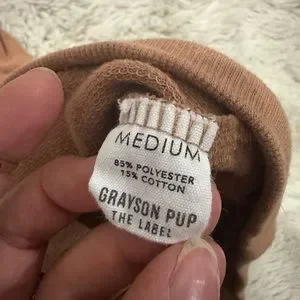 MEDIUM
85% POLYESTER
15% COTTON
GRAYSON PUP
THE LABEL